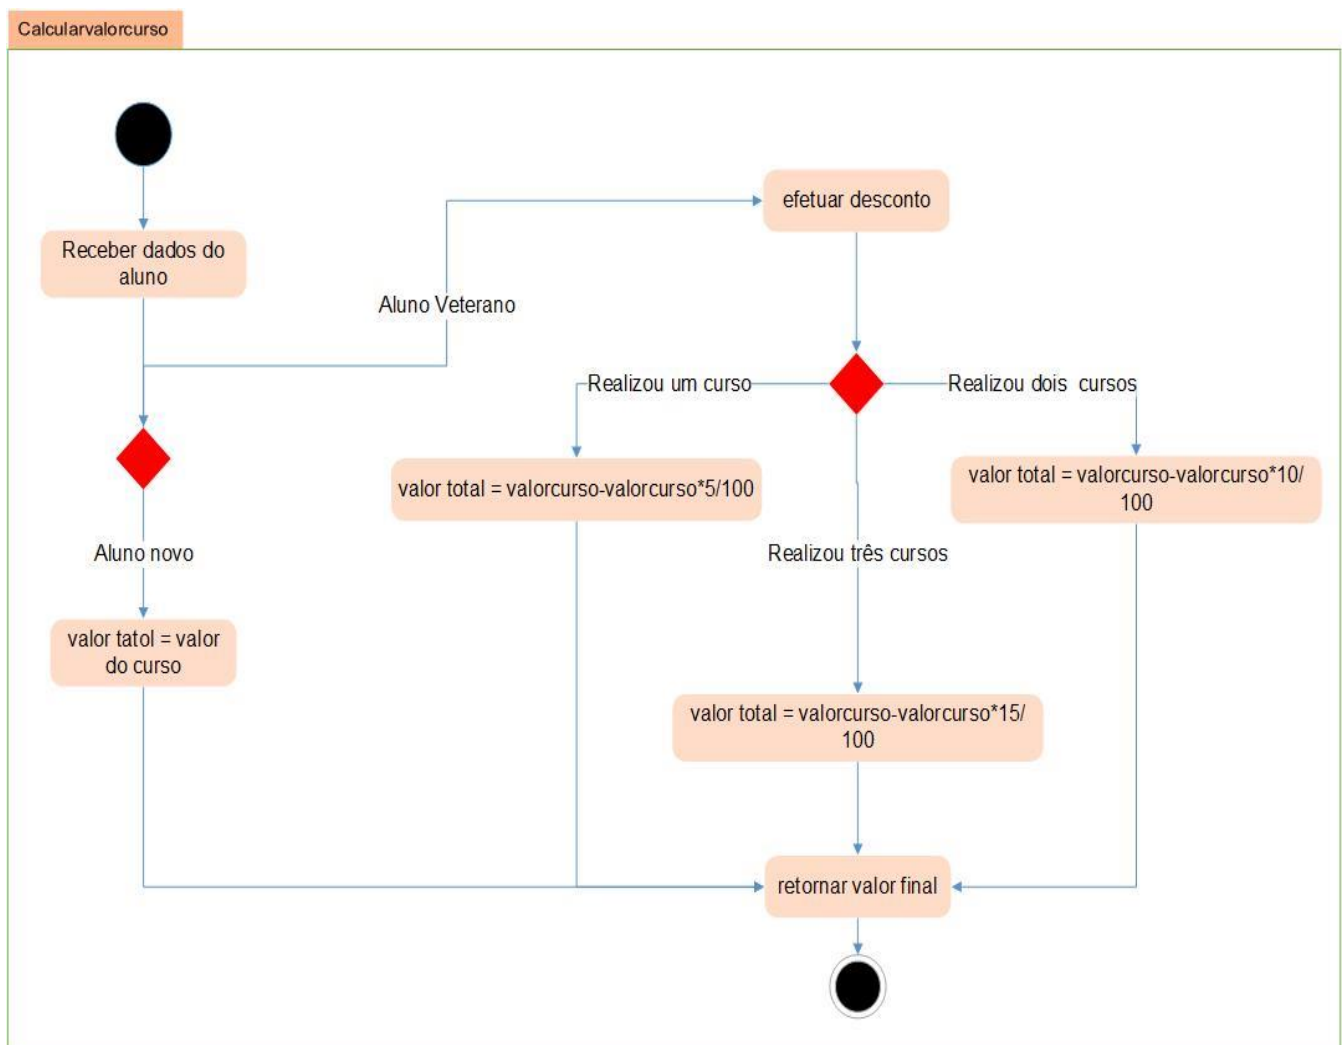 Calcularvalorcurso
efetuar desconto
Receber dados do
aluno
Aluno Veterano
Realizou um curso
Realizou dois  cursos
valor total = valorcurso-valorcurso*5/100
valor total = valorcurso-valorcurso*10/
100
Aluno novo
Realizou três cursos
valor tatol = valor
do curso
valor total = valorcurso-valorcurso*15/
100
retornar valor final